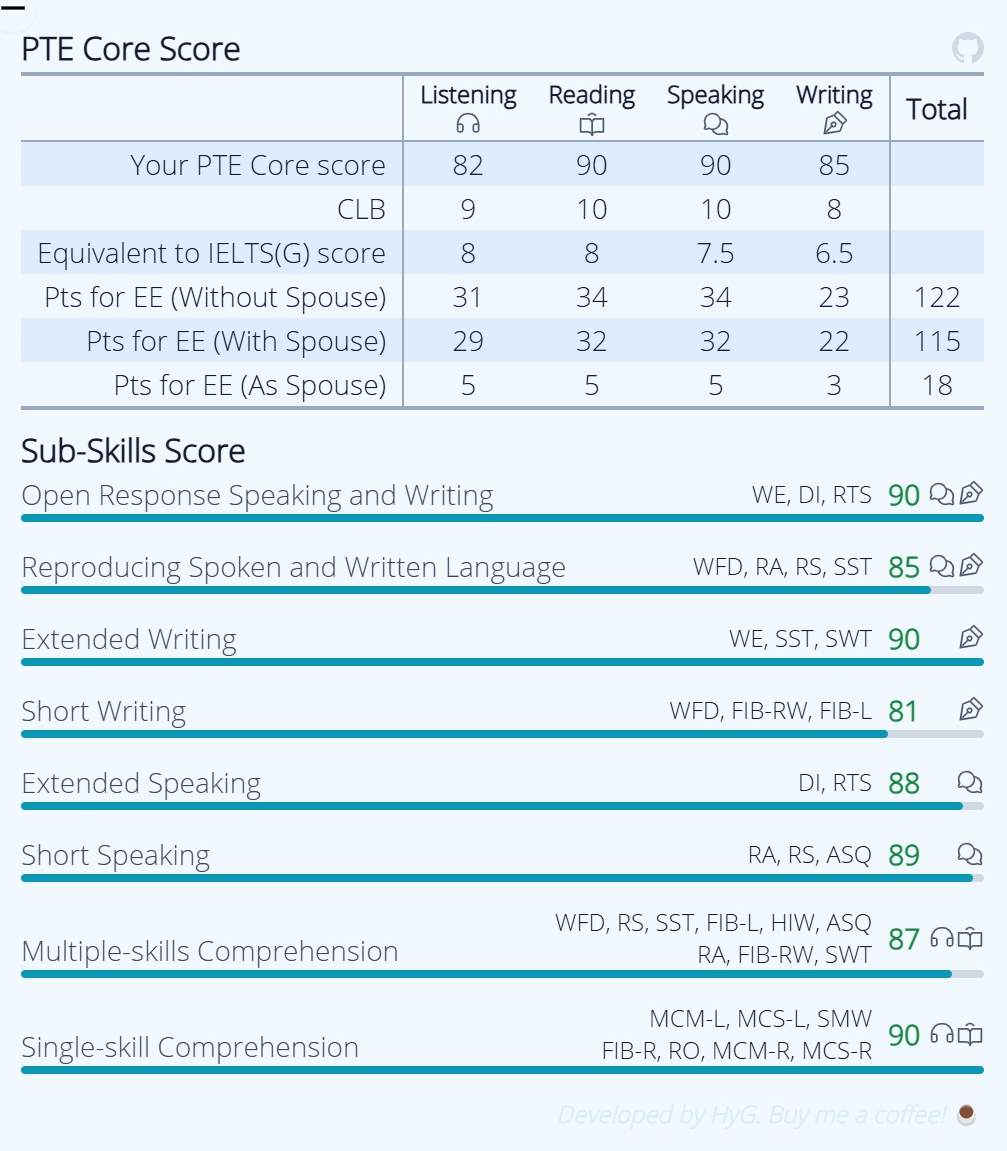 PTE Core Score
Listening Reading Speaking Writing Total
Your PTE Core score 82 90 90 85
CLB 9 10 10 8
Equivalent to IELTS(G) score 8 8 7.5 6.5
Pts for EE (Without Spouse) 31 34 34 23 122
Pts for EE (With Spouse) 29 32 32 22 115
Pts for EE (As Spouse) 5 5 5 3 18
Sub-Skills Score
Open Response Speaking and Writing WE, DI, RTS 90
Reproducing Spoken and Written Language WFD, RA, RS, SST 85
Extended Writing WE, SST, SWT 90
Short Writing WFD, FIB-RW, FIB-L 81
Extended Speaking DI, RTS 88
Short Speaking RA, RS, ASQ 89
WFD, RS, SST, FIB-L, HIW, ASQ
Multiple-skills Comprehension RA, FIB-RW, SWT 87
MCM-L, MCS-L, SMW
Single-skill Comprehension FIB-R, RO, MCM-R, MCS-R 90
Developed by HyG. Buy me a coffee!